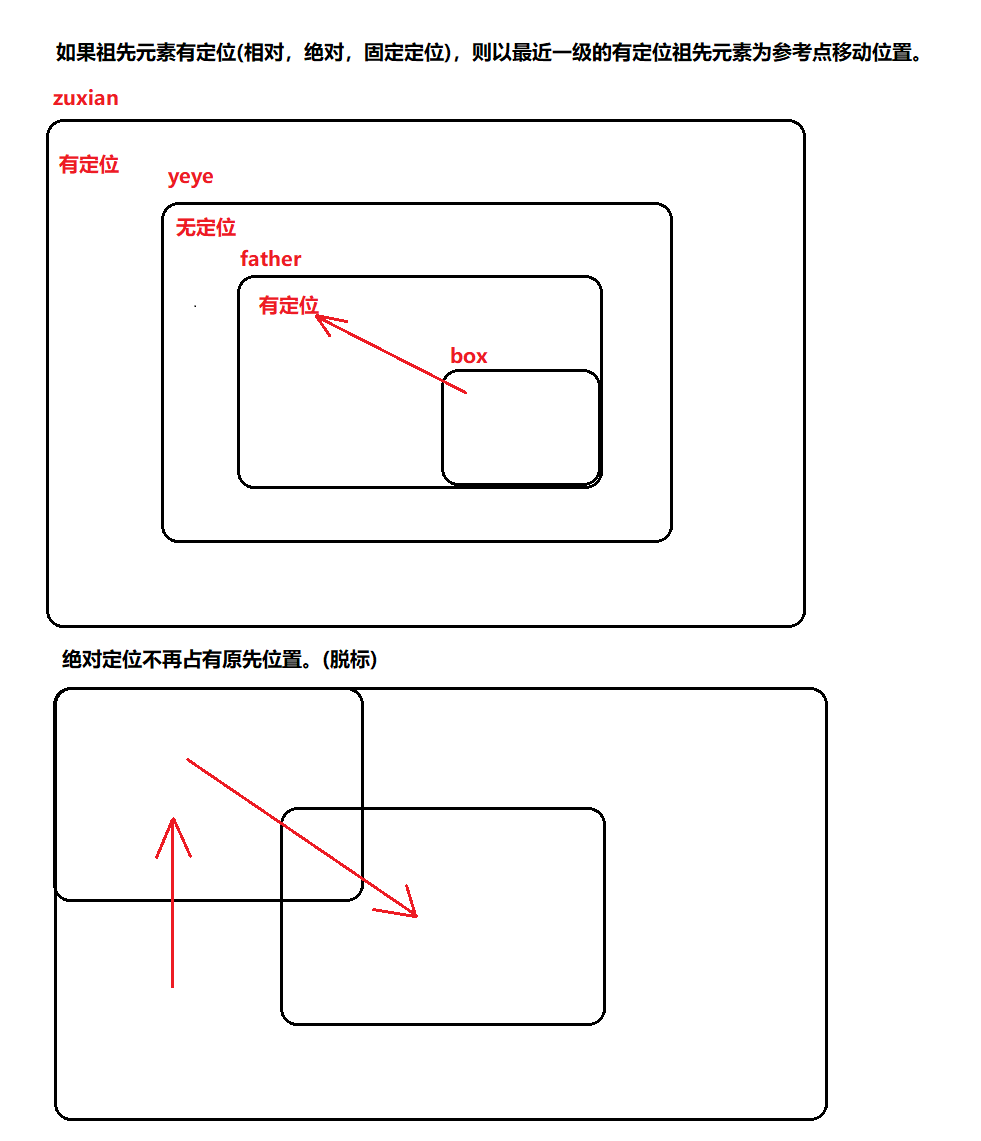 如果祖先元素有定位(相对，绝对，固定定位)，则以最近一级的有定位祖先元素为参考点移动位置。
zuxian
有定位
yeye
无定位
father
有定位
box
绝对定位不再占有原先位置。(脱标)